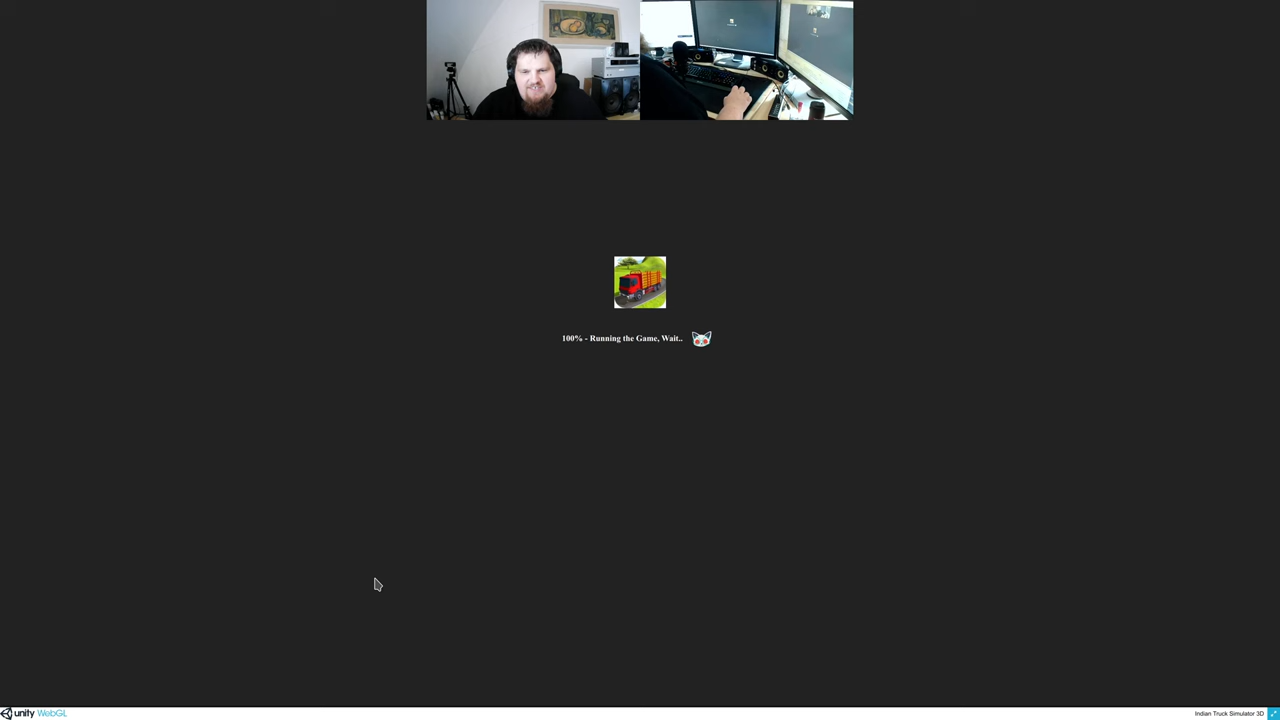 100% - Running the Game, Wait..
unity WebGL
Indian Truck Simulator 3D